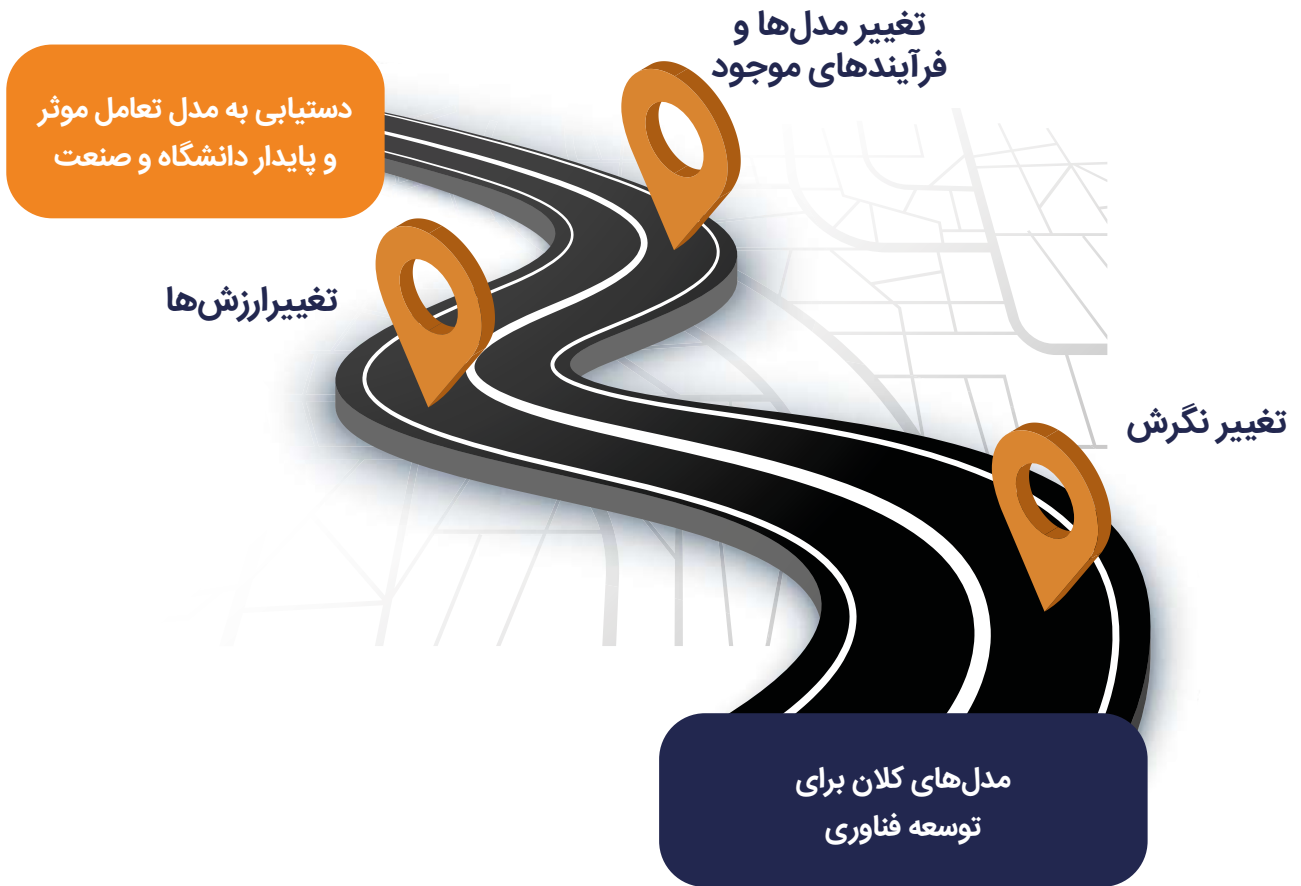 تغییر مدل‌ها و
فرآیندهای موجود
دستیابی به مدل تعامل موثر
و پایدار دانشگاه و صنعت
تغییرارزش‌ها
تغییر نگرش
مدل‌های کلان برای
توسعه فناوری